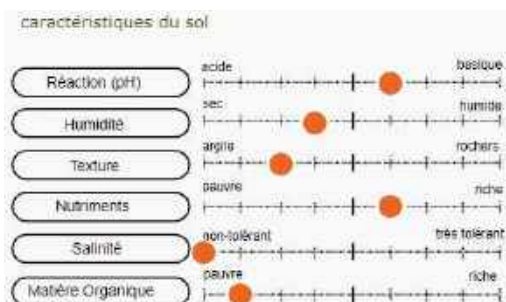 caractéristiques du sol
acide basique
Réaction (pH)
sec humide
Humidité
argile rochers
Texture
pauvre riche
Nutriments
non-tolérant très tolérant
Salinité
pauvre riche
Matière Organique